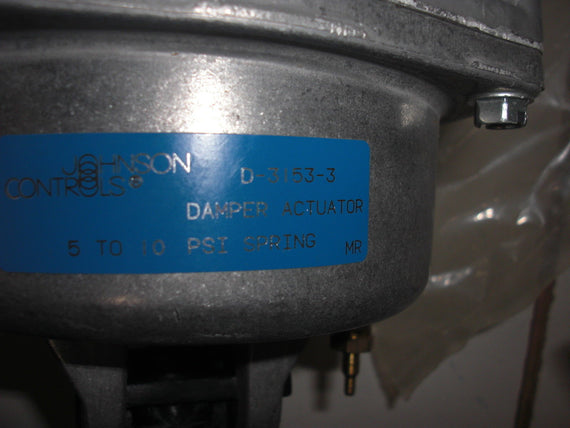 JOHNSON
CONTROLS®
D-3153-3
DAMPER ACTUATOR
5 TO 10 PSI SPRING
MR